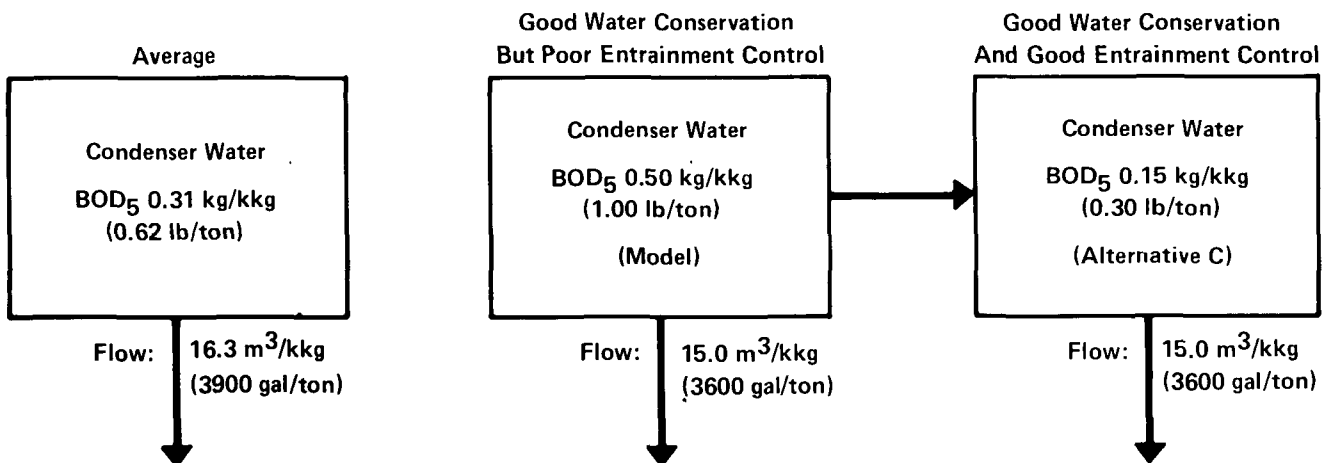 Average
Condenser Water
BOD5 0.31 kg/kkg
(0.62 lb/ton)
Flow: 16.3 m3/kkg
(3900 gal/ton)
Good Water Conservation
But Poor Entrainment Control
Condenser Water
BOD5 0.50 kg/kkg
(1.00 lb/ton)
(Model)
Flow: 15.0 m3/kkg
(3600 gal/ton)
Good Water Conservation
And Good Entrainment Control
Condenser Water
BOD5 0.15 kg/kkg
(0.30 lb/ton)
(Alternative C)
Flow: 15.0 m3/kkg
(3600 gal/ton)